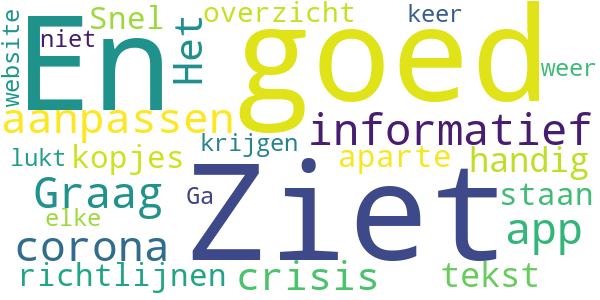 website
niet
Snel
Het
overzicht
keer
En
goed
weer
aanpassen
informatief
krijgen
lukt
kopjes
aparte
handig
Ziet
Graag
Ga
staan
elke
app
corona
richtlijnen
crisis
tekst